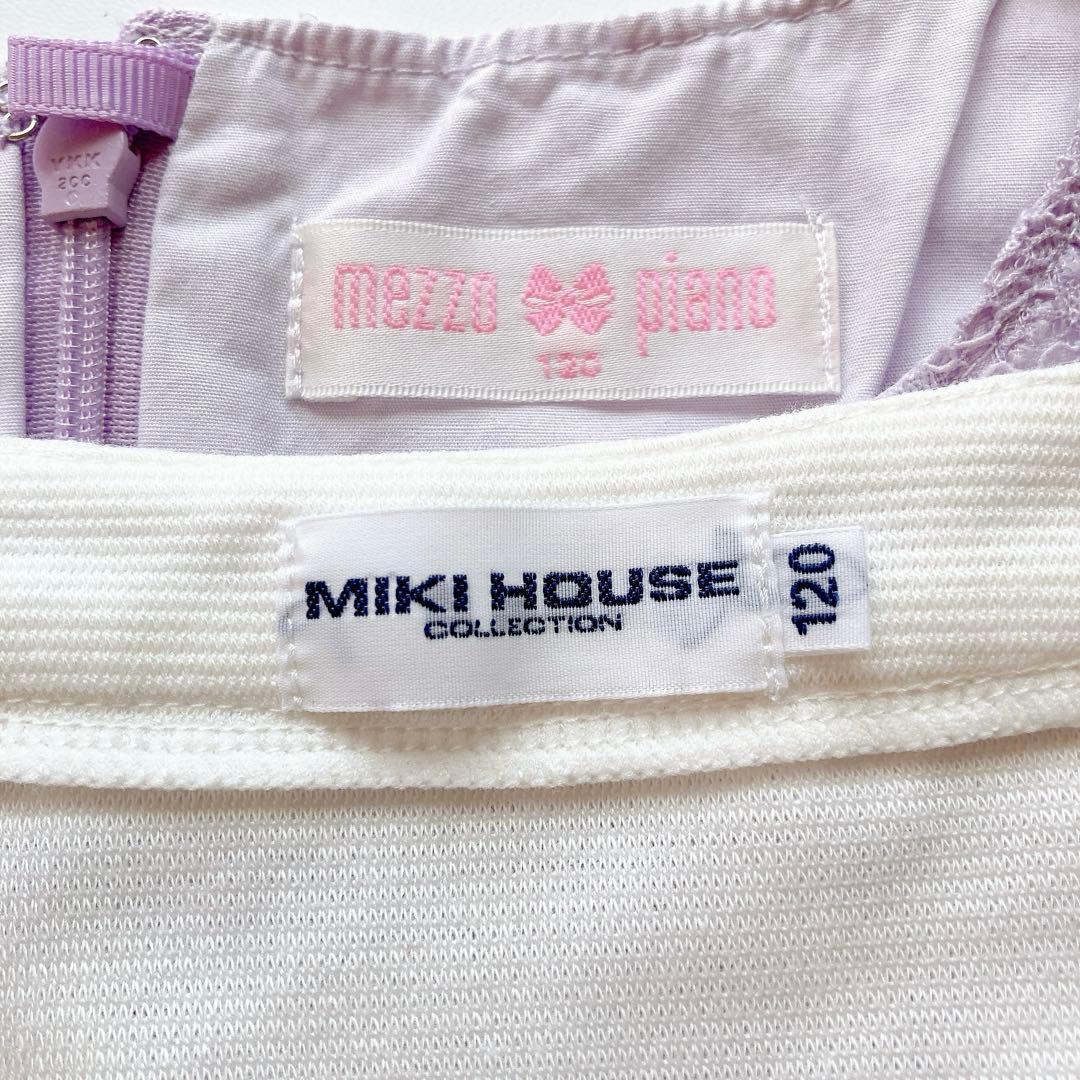 YKK
mezzo piano
120
MIKI HOUSE
COLLECTION
120